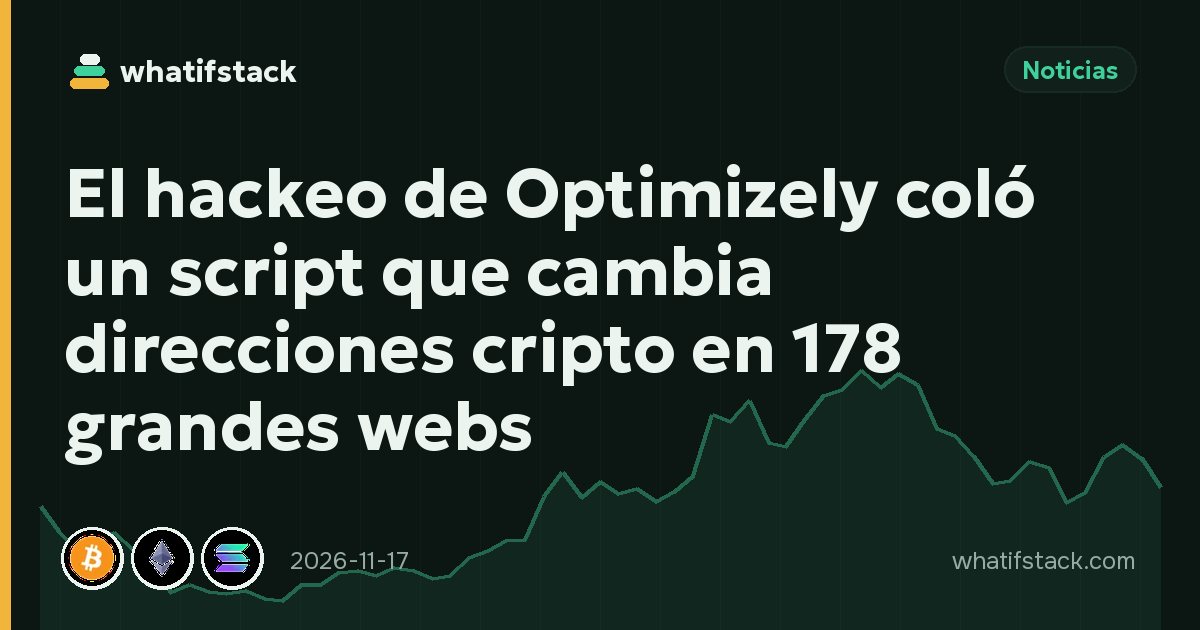 whatifstack
Noticias
El hackeo de Optimizely coló
un script que cambia
direcciones cripto en 178
grandes webs
2026-11-17
whatifstack.com